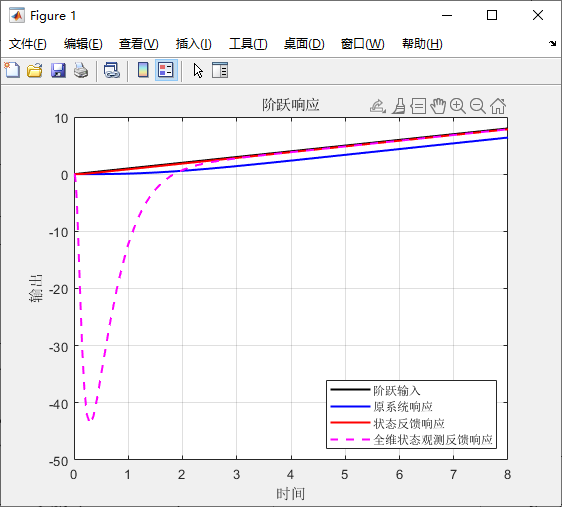 Figure 1
文件(F) 编辑(E) 查看(V) 插入(I) 工具(T) 桌面(D) 窗口(W) 帮助(H)
阶跃响应
10
0
-10
-20
-30
-40
-50
输出
0 1 2 3 4 5 6 7 8
时间
阶跃输入
原系统响应
状态反馈响应
全维状态观测反馈响应